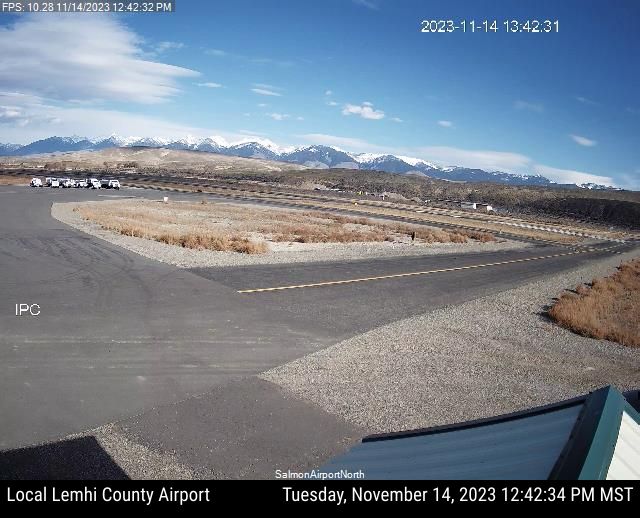 FPS: 10.28 11/14/2023 12:42:32 PM
2023-11-14 13:42:31
IPC
SalmonAirportNorth
Local Lemhi County Airport
Tuesday, November 14, 2023 12:42:34 PM MST